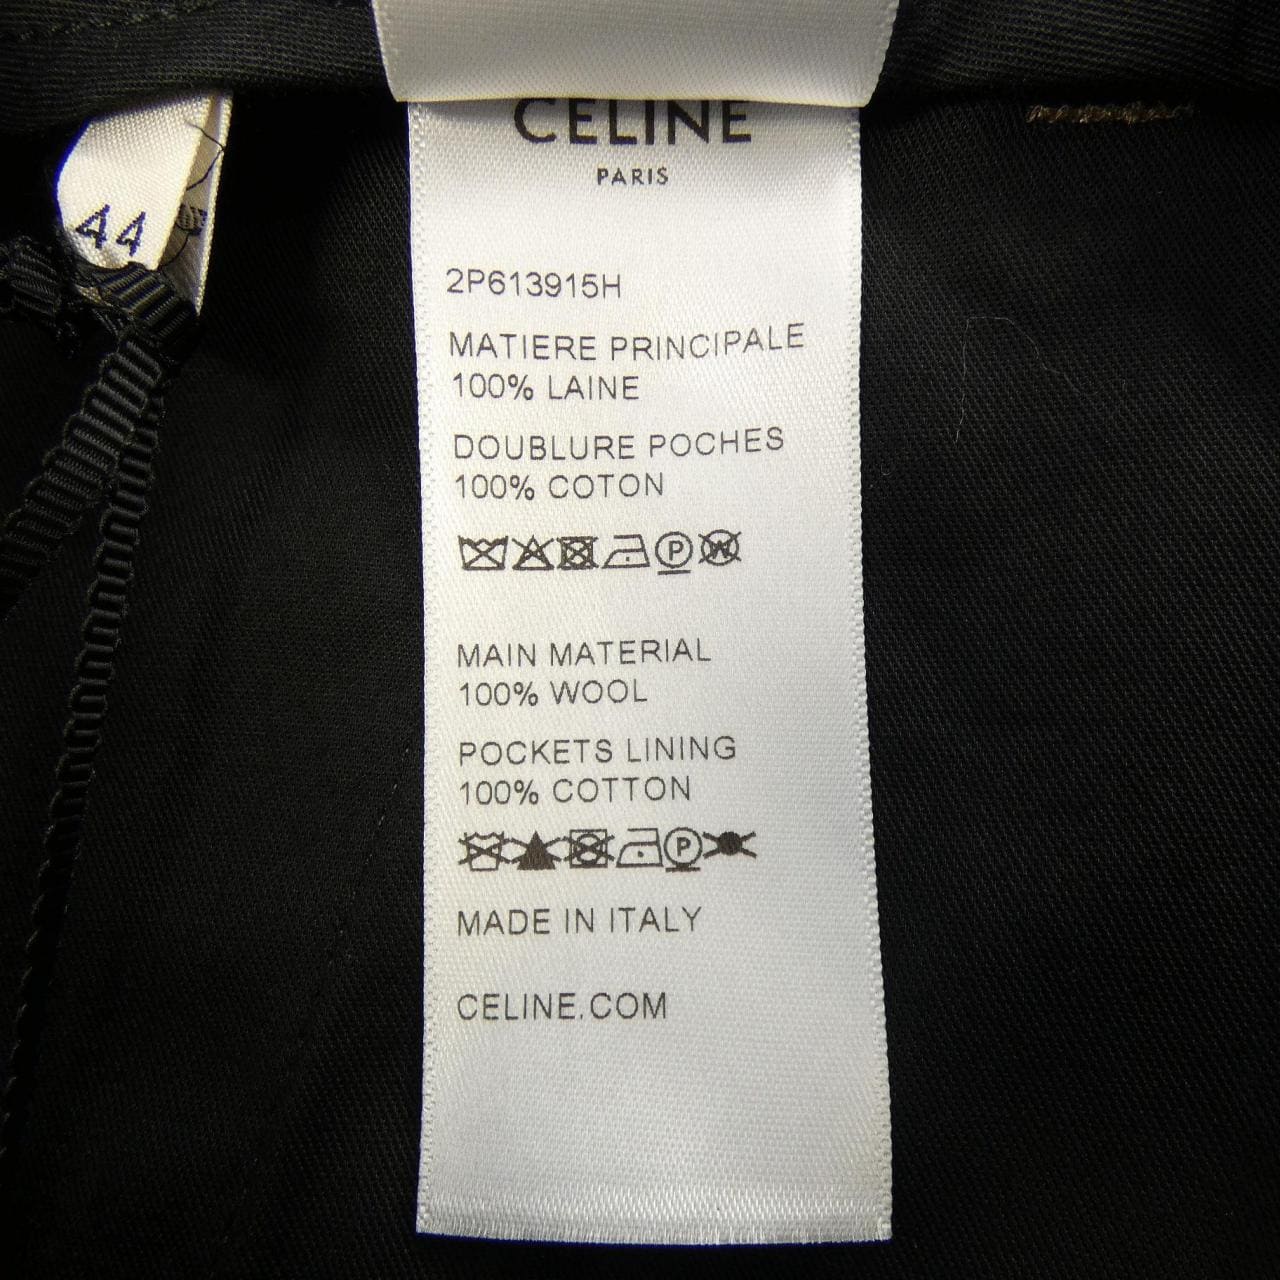 CELINE
PARIS
44
2P613915H
MATIERE PRINCIPALE
100% LAINE
DOUBLURE POCHES
100% COTON
P W
MAIN MATERIAL
100% WOOL
POCKETS LINING
100% COTTON
P
MADE IN ITALY
CELINE.COM